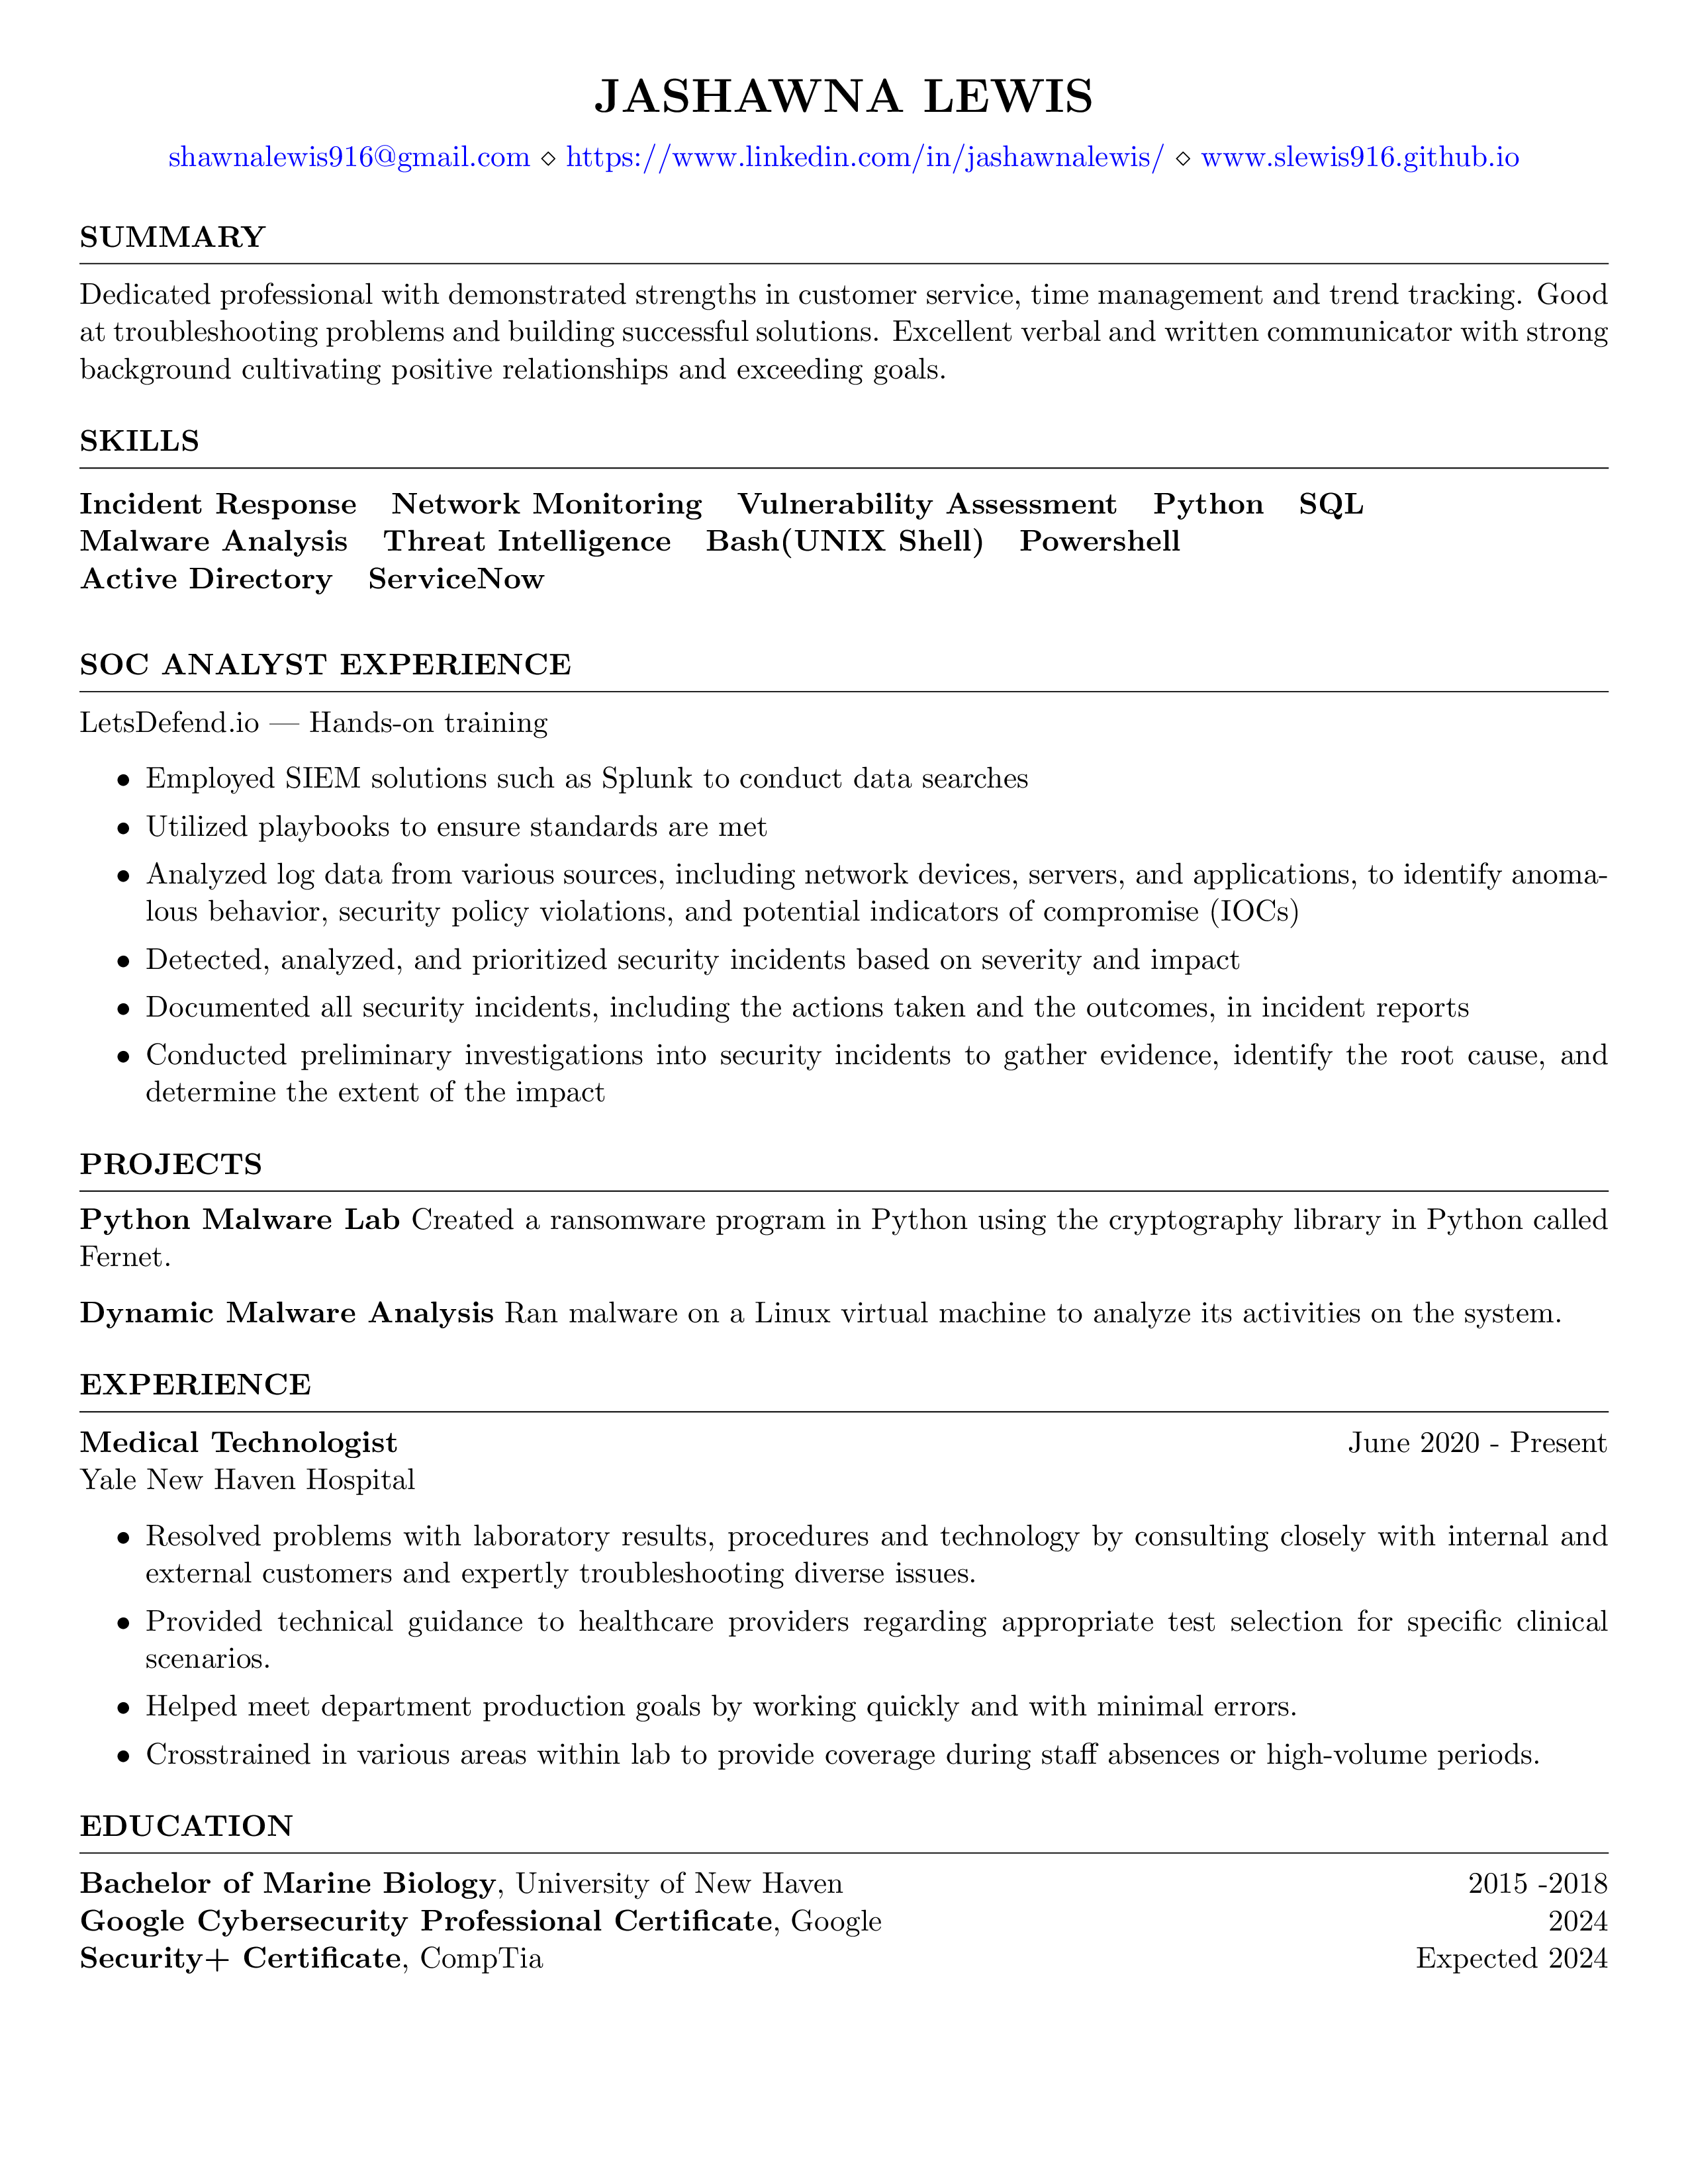 JASHAWNA LEWIS
shawnalewis916@gmail.com ⋄ https://www.linkedin.com/in/jashawnalewis/ ⋄ www.slewis916.github.io
SUMMARY
Dedicated professional with demonstrated strengths in customer service, time management and trend tracking. Good
at troubleshooting problems and building successful solutions. Excellent verbal and written communicator with strong
background cultivating positive relationships and exceeding goals.
SKILLS
Incident Response Network Monitoring Vulnerability Assessment Python SQL
Malware Analysis Threat Intelligence Bash(UNIX Shell) Powershell
Active Directory ServiceNow
SOC ANALYST EXPERIENCE
LetsDefend.io — Hands-on training
• Employed SIEM solutions such as Splunk to conduct data searches
• Utilized playbooks to ensure standards are met
• Analyzed log data from various sources, including network devices, servers, and applications, to identify anoma-
lous behavior, security policy violations, and potential indicators of compromise (IOCs)
• Detected, analyzed, and prioritized security incidents based on severity and impact
• Documented all security incidents, including the actions taken and the outcomes, in incident reports
• Conducted preliminary investigations into security incidents to gather evidence, identify the root cause, and
determine the extent of the impact
PROJECTS
Python Malware Lab Created a ransomware program in Python using the cryptography library in Python called
Fernet.
Dynamic Malware Analysis Ran malware on a Linux virtual machine to analyze its activities on the system.
EXPERIENCE
Medical Technologist June 2020 - Present
Yale New Haven Hospital
• Resolved problems with laboratory results, procedures and technology by consulting closely with internal and
external customers and expertly troubleshooting diverse issues.
• Provided technical guidance to healthcare providers regarding appropriate test selection for specific clinical
scenarios.
• Helped meet department production goals by working quickly and with minimal errors.
• Crosstrained in various areas within lab to provide coverage during staff absences or high-volume periods.
EDUCATION
Bachelor of Marine Biology, University of New Haven 2015 -2018
Google Cybersecurity Professional Certificate, Google 2024
Security+ Certificate, CompTia Expected 2024